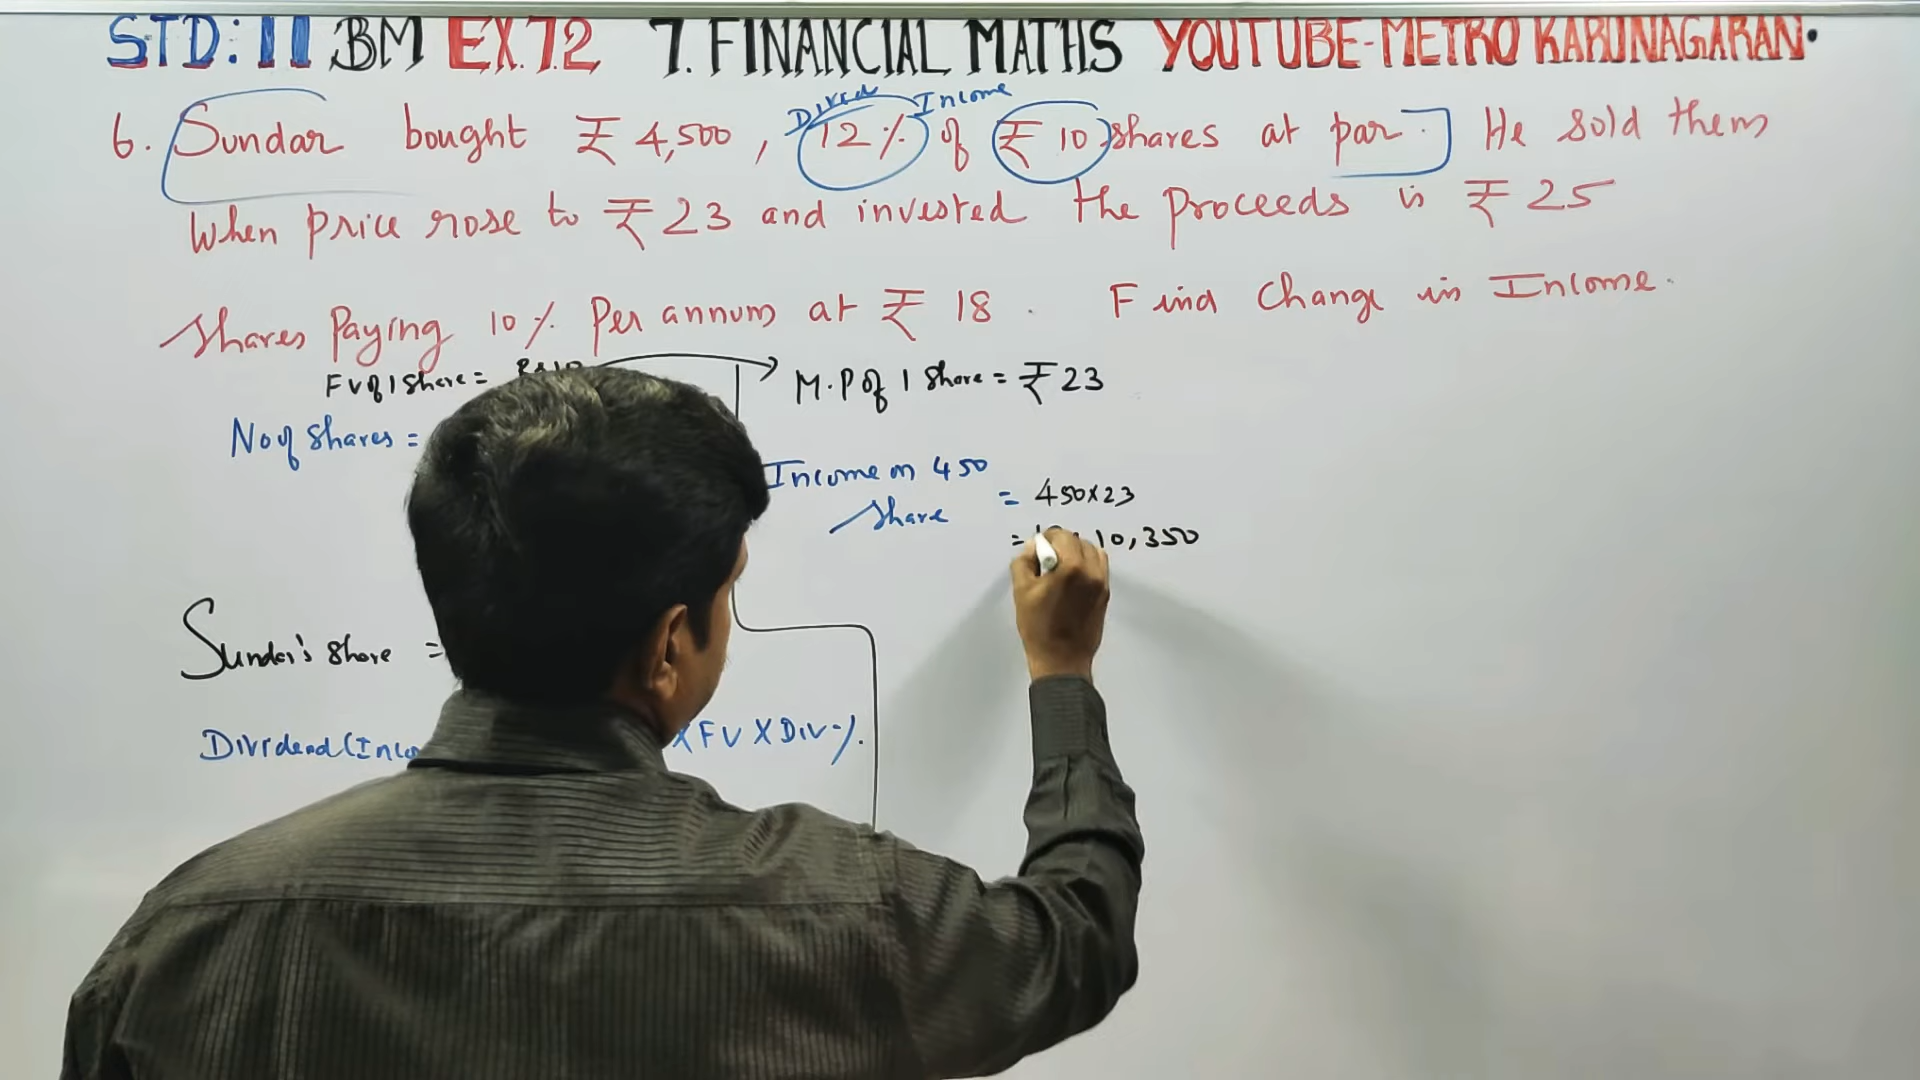 STD: 11 BM EX.7.2 7. FINANCIAL MATHS YOUTUBE-METRO KARUNAGARAN.
Divden Income
6. Sundar bought ₹ 4,500, 12% of ₹ 10 shares at par. He sold them
When price rose to ₹ 23 and invested the proceeds is ₹ 25
Shares Paying 10% Per annum at ₹ 18. Find Change in Income.
FV of 1 Share =
M.P of 1 Share = ₹ 23
No of Shares =
Income on 450
Share
= 450×23
= 10,350
Sundar's Share =
Dividend ( × FV × Div%.